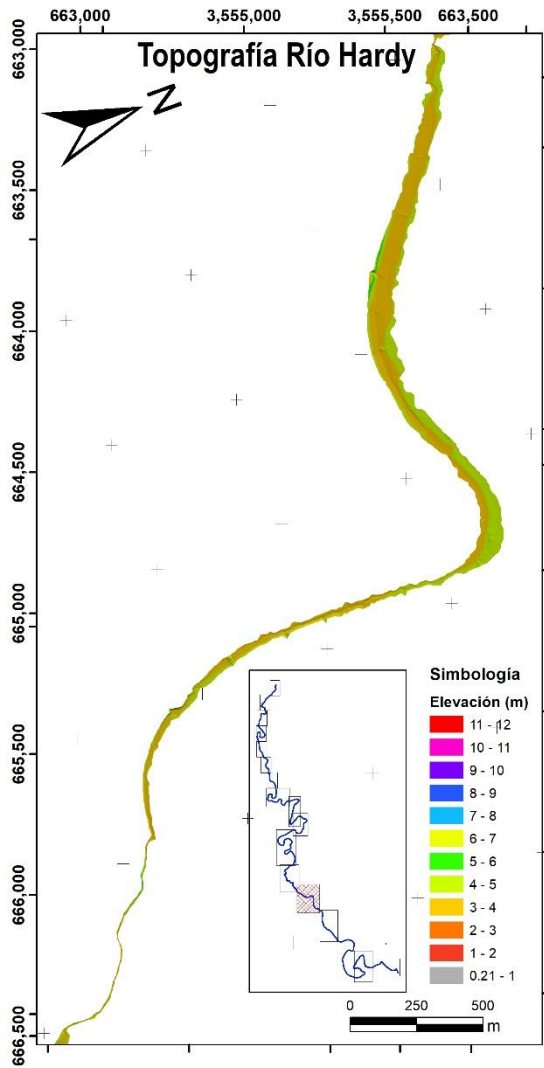 663,000 3,555,000 3,555,500 663,500
Topografía Río Hardy
N
663,000
663,500
664,000
664,500
665,000
665,500
666,000
666,500
Simbología
Elevación (m)
11 - 12
10 - 11
9 - 10
8 - 9
7 - 8
6 - 7
5 - 6
4 - 5
3 - 4
2 - 3
1 - 2
0.21 - 1
0 250 500
m